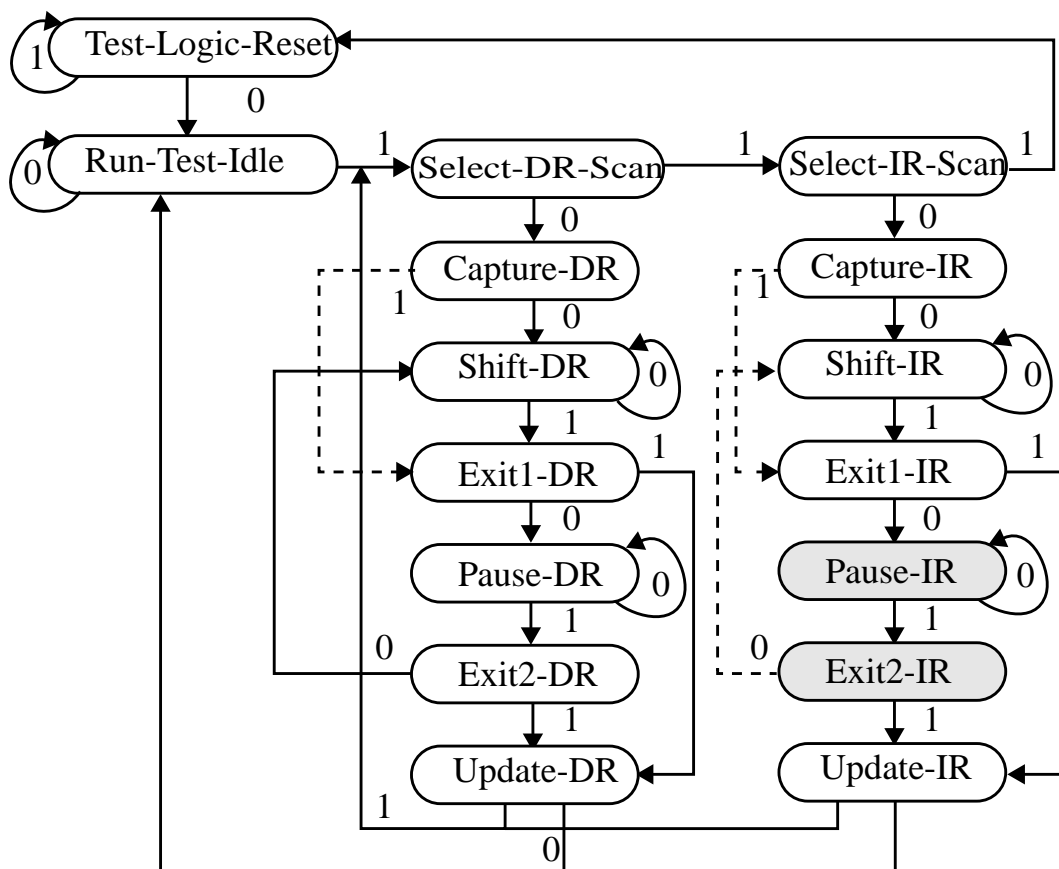 Test-Logic-Reset
1
0
Run-Test-Idle
0
1
Select-DR-Scan
1
Select-IR-Scan
1
0
0
Capture-DR
1
Capture-IR
1
0
0
Shift-DR
0
Shift-IR
0
1
1
Exit1-DR
1
Exit1-IR
1
0
0
Pause-DR
0
Pause-IR
0
1
1
0
Exit2-DR
0
Exit2-IR
1
1
Update-DR
Update-IR
1
0